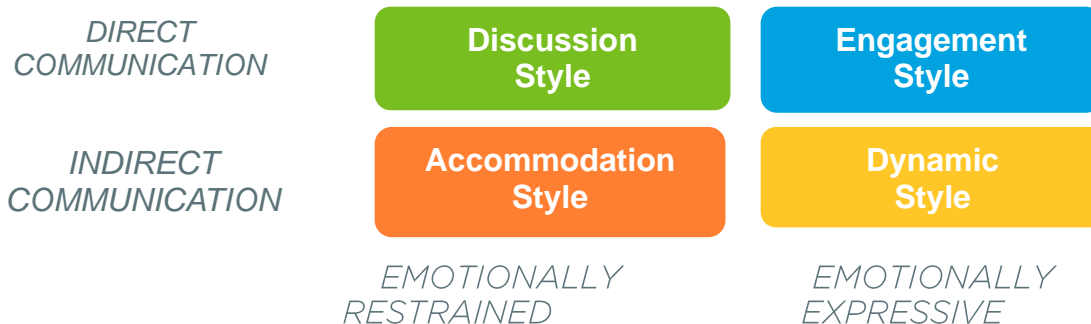 DIRECT
COMMUNICATION
Discussion
Style
Engagement
Style
INDIRECT
COMMUNICATION
Accommodation
Style
Dynamic
Style
EMOTIONALLY
RESTRAINED
EMOTIONALLY
EXPRESSIVE